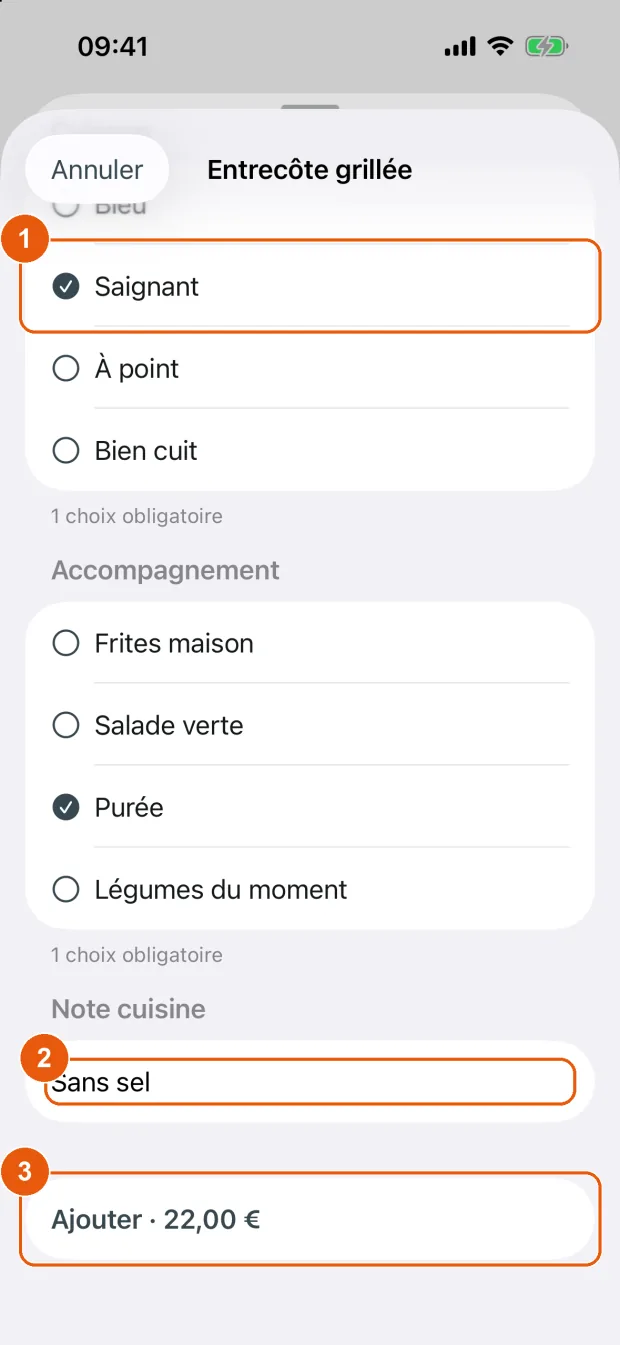 09:41
Annuler
Entrecôte grillée
Bleu
1
Saignant
À point
Bien cuit
1 choix obligatoire
Accompagnement
Frites maison
Salade verte
Purée
Légumes du moment
1 choix obligatoire
Note cuisine
2
Sans sel
3
Ajouter · 22,00 €